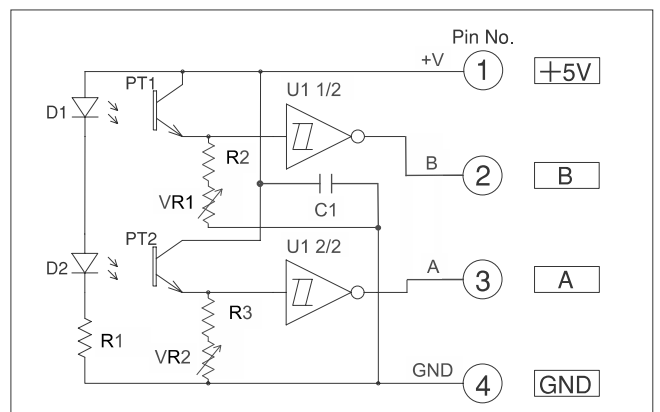 Pin No.
+V
1
+5V
PT1
U1 1/2
D1
R2
B
2
B
VR1
C1
PT2
U1 2/2
D2
A
3
A
R3
R1
VR2
GND
4
GND